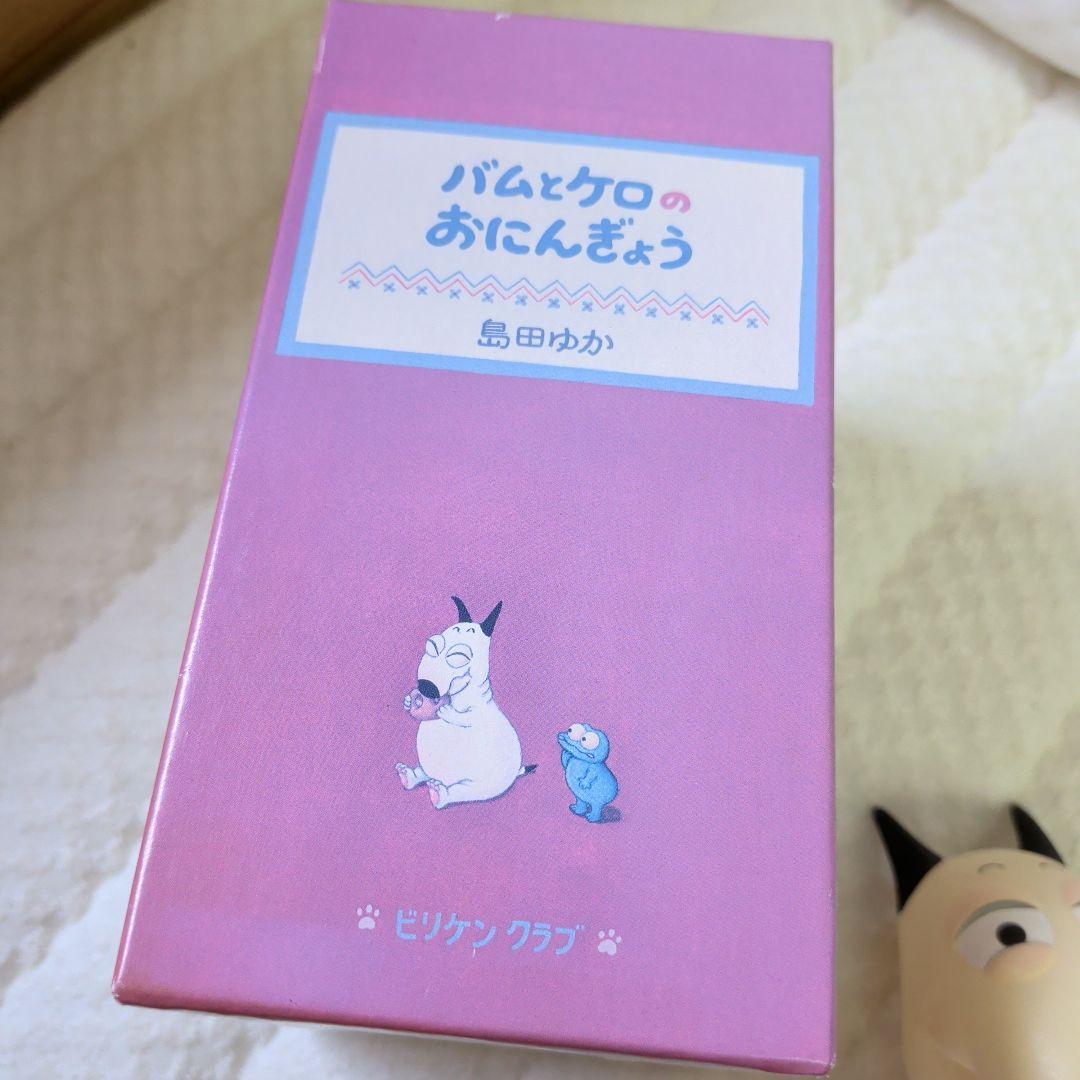 バムとケロの
おにんぎょう
島田ゆか
ビリケン クラブ